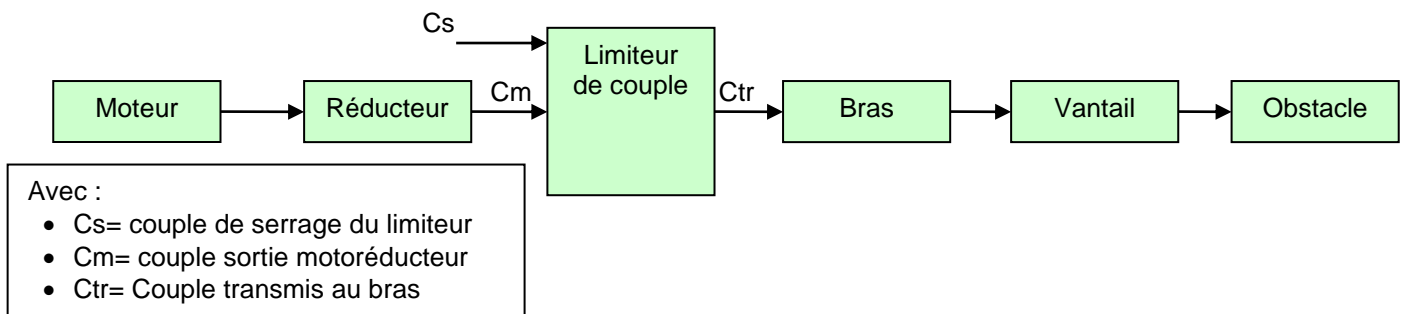 Cs
Limiteur
de couple
Moteur
Réducteur
Cm
Ctr
Bras
Vantail
Obstacle
Avec :
• Cs= couple de serrage du limiteur
• Cm= couple sortie motoréducteur
• Ctr= Couple transmis au bras